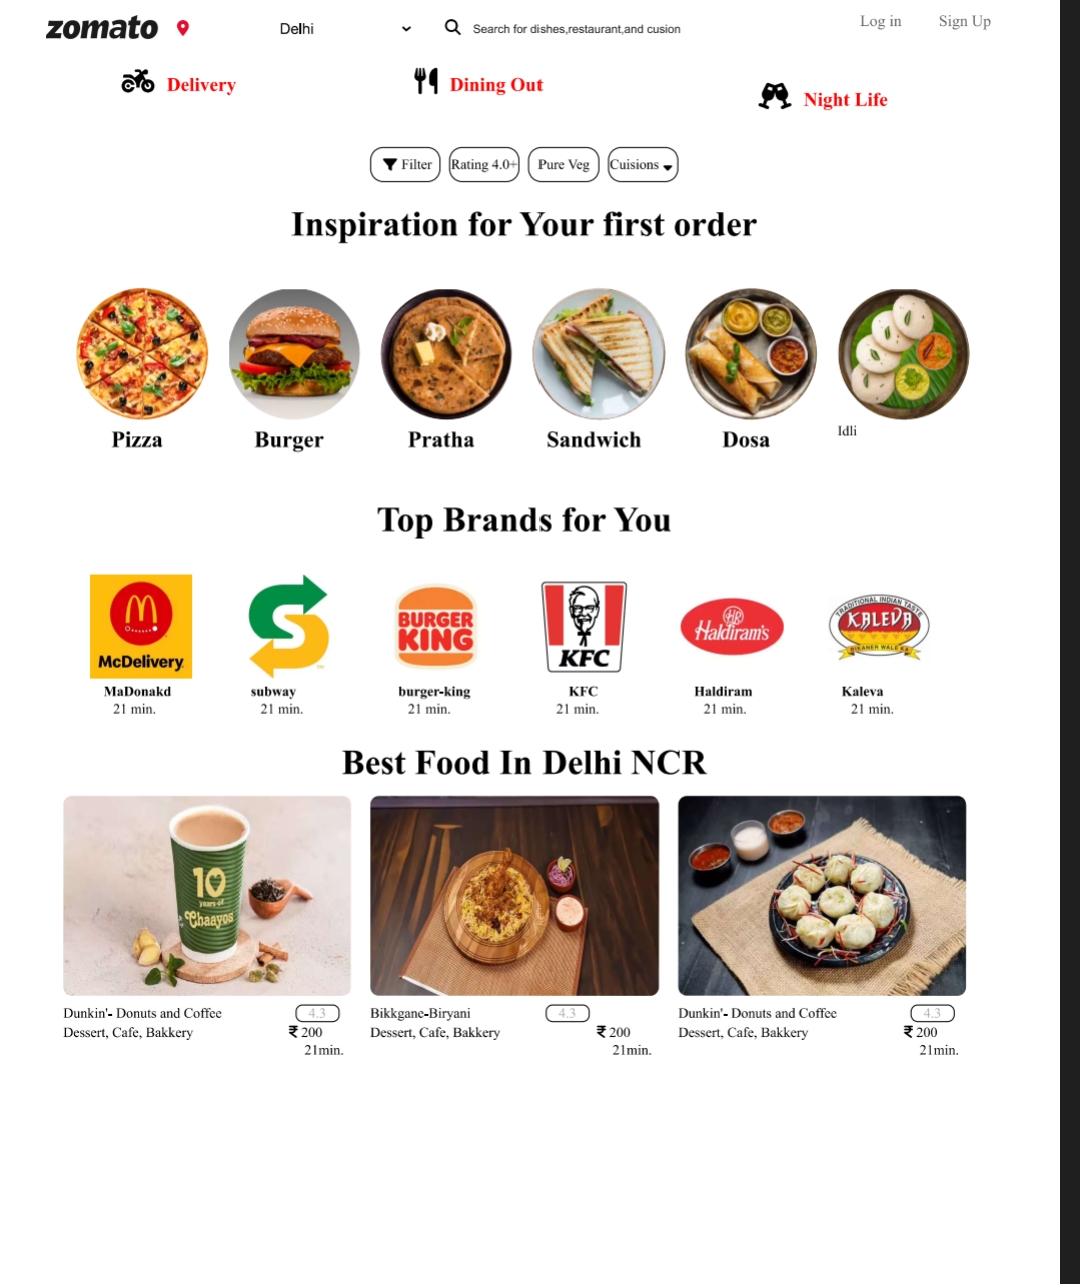 zomato
Delhi
Search for dishes,restaurant,and cusion
Log in
Sign Up
Delivery
Dining Out
Night Life
Filter
Rating 4.0+
Pure Veg
Cuisions
Inspiration for Your first order
Pizza
Burger
Pratha
Sandwich
Dosa
Idli
Top Brands for You
McDelivery
BURGER
KING
KFC
HR
Haldiram's
TRADITIONAL INDIAN TASTE
KALEVA
BIKANER WALE KA
MaDonakd
21 min.
subway
21 min.
burger-king
21 min.
KFC
21 min.
Haldiram
21 min.
Kaleva
21 min.
Best Food In Delhi NCR
10
years of
Chaayos
Dunkin'- Donuts and Coffee
4.3
Dessert, Cafe, Bakkery
₹ 200
21min.
Bikkgane-Biryani
4.3
Dessert, Cafe, Bakkery
₹ 200
21min.
Dunkin'- Donuts and Coffee
4.3
Dessert, Cafe, Bakkery
₹ 200
21min.